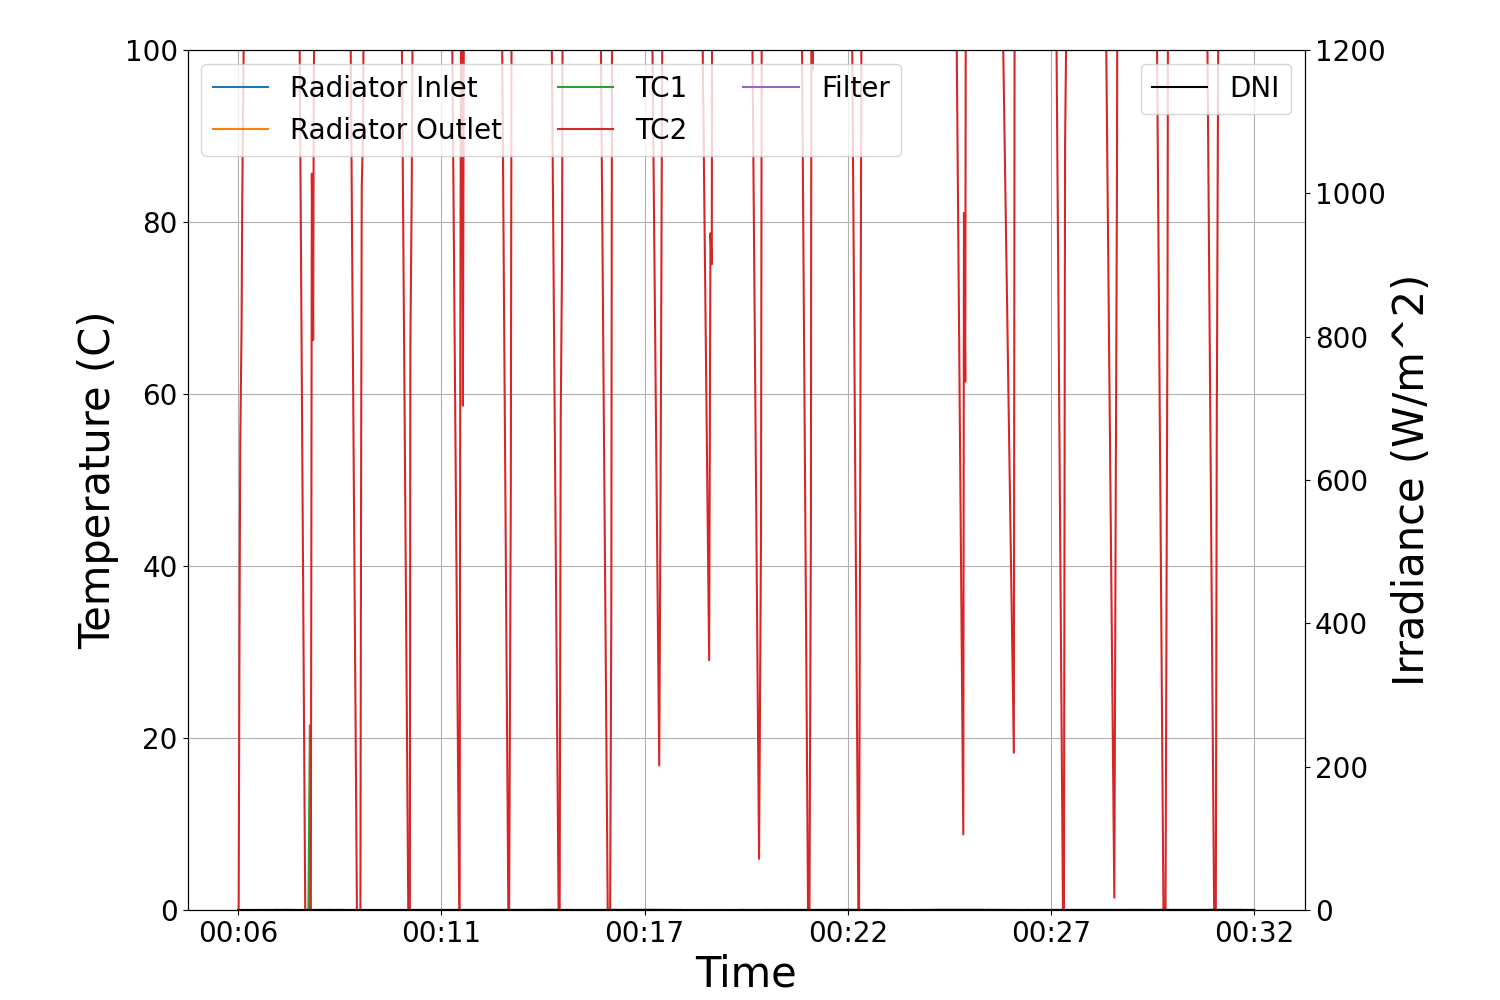 Radiator Inlet
Radiator Outlet
TC1
TC2
Filter
DNI
100
80
60
40
20
0
Temperature (C)
1200
1000
800
600
400
200
0
Irradiance (W/m^2)
00:06 00:11 00:17 00:22 00:27 00:32
Time